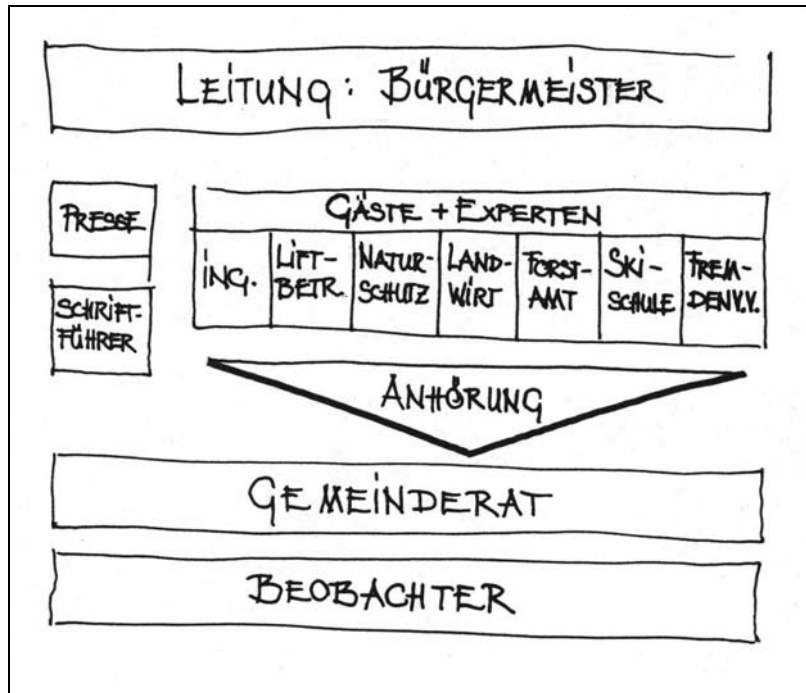 LEITUNG: BÜRGERMEISTER
PRESSE
SCHRIFT-
FÜHRER
GÄSTE + EXPERTEN
ING.
LIFT-
BETR.
NATUR-
SCHUTZ
LAND-
WIRT
FORST-
AMT
SKI-
SCHULE
FREM-
DENV.V.
ANHÖRUNG
GEMEINDERAT
BEOBACHTER